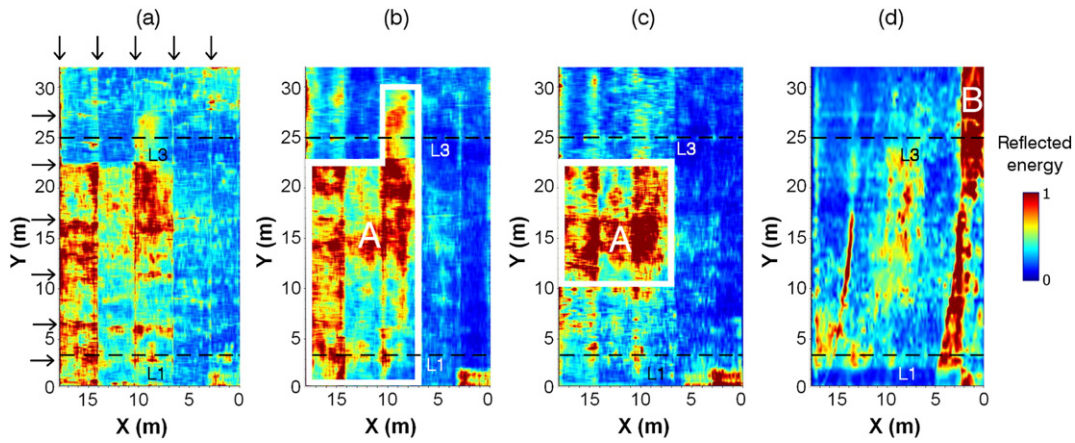 (a) (b) (c) (d)
30 30 30 30
B
25 25 25 25
L3 L3 L3 L3
Reflected
energy
20 20 20 20
1
Y (m) Y (m) Y (m) Y (m)
15 A 15 A 15 15
0
10 10 10 10
5 5 5 5
L1 L1 L1 L1
0 0 0 0
15 10 5 0 15 10 5 0 15 10 5 0 15 10 5 0
X (m) X (m) X (m) X (m)